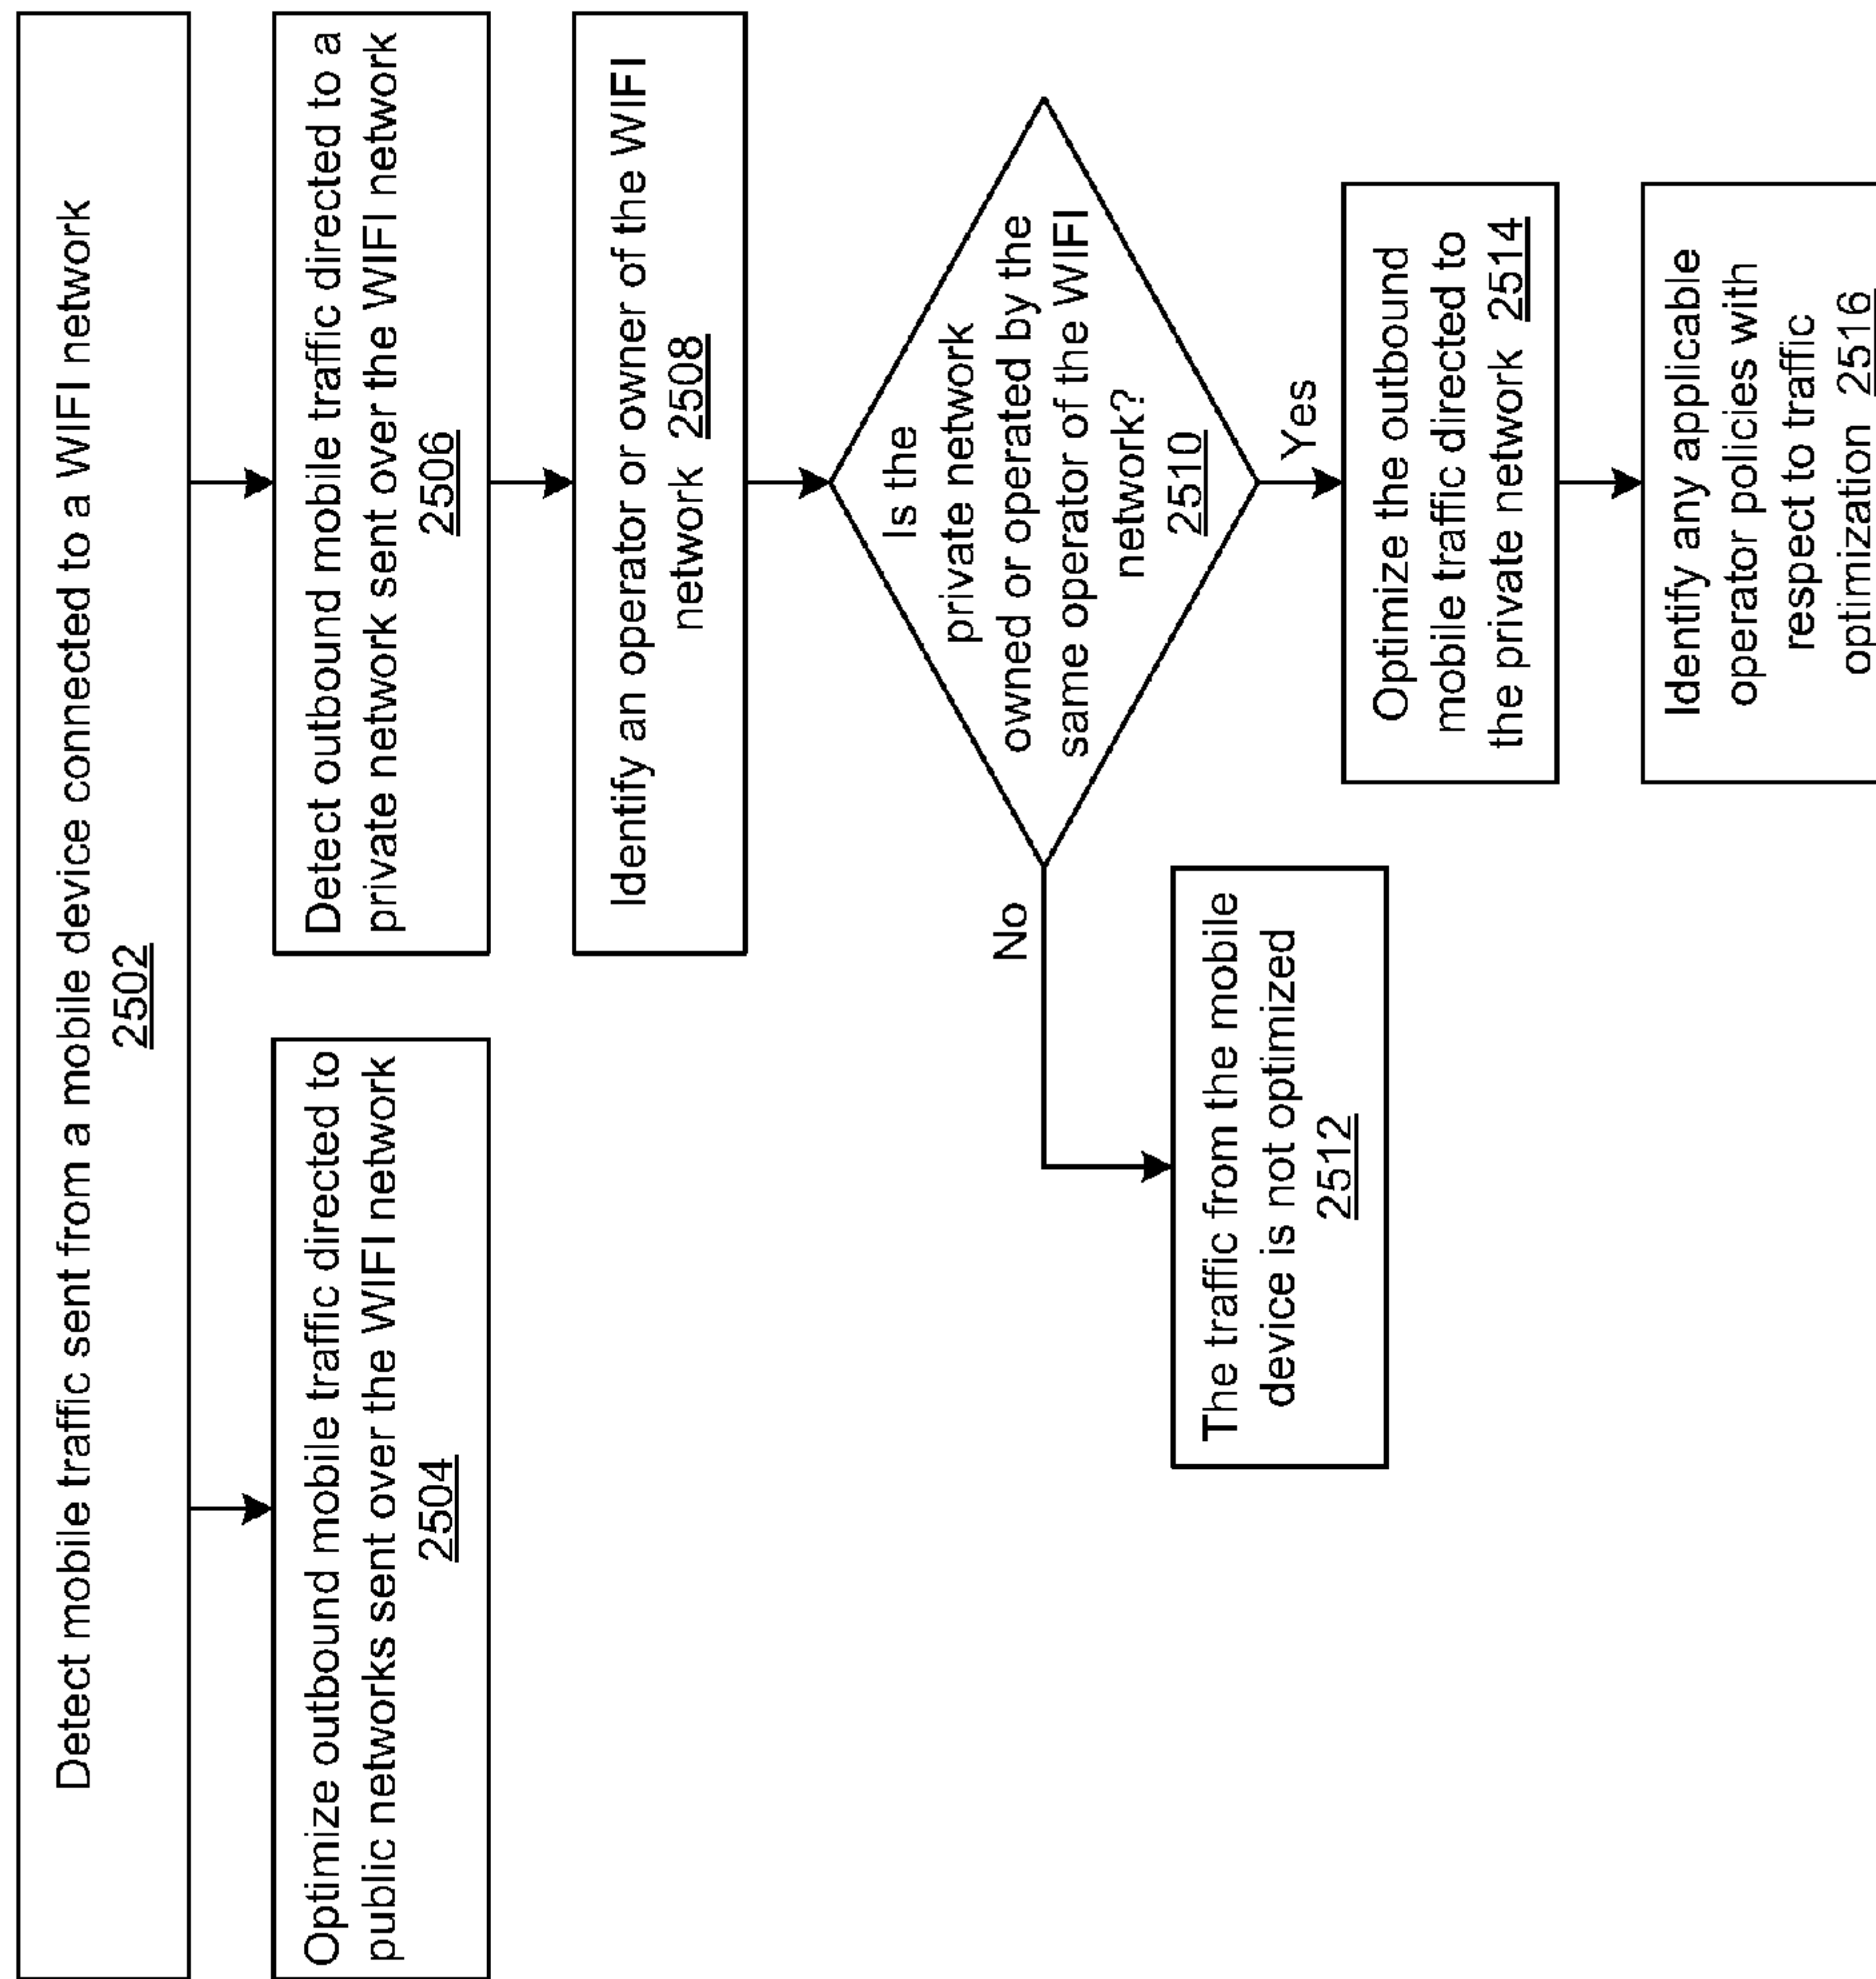 Detect mobile traffic sent from a mobile device connected to a WIFI network
2502
Optimize outbound mobile traffic directed to
public networks sent over the WIFI network
2504
Detect outbound mobile traffic directed to a
private network sent over the WIFI network
2506
Identify an operator or owner of the WIFI
network 2508
Is the
private network
owned or operated by the
same operator of the WIFI
network?
2510
No
The traffic from the mobile
device is not optimized
2512
Yes
Optimize the outbound
mobile traffic directed to
the private network 2514
Identify any applicable
operator policies with
respect to traffic
optimization 2516